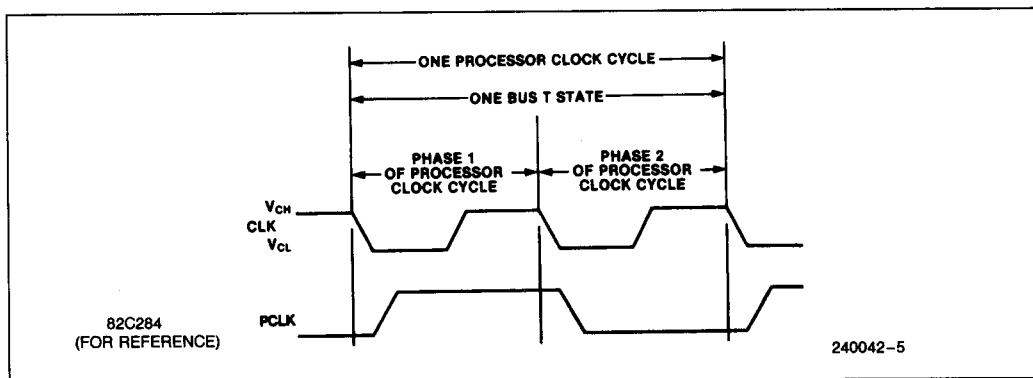 ONE PROCESSOR CLOCK CYCLE
ONE BUS T STATE
PHASE 1
OF PROCESSOR
CLOCK CYCLE
PHASE 2
OF PROCESSOR
CLOCK CYCLE
VCH
CLK
VCL
PCLK
82C284
(FOR REFERENCE)
240042-5